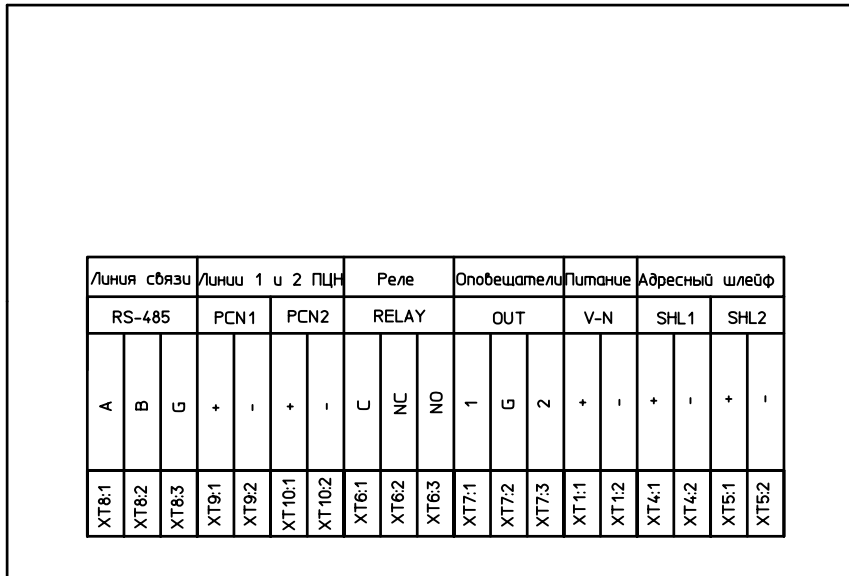 Линия связи Линии 1 и 2 ПЦН Реле Оповещатели Питание Адресный шлейф
RS-485 PCN1 PCN2 RELAY OUT V-N SHL1 SHL2
A B G + - + - C NC NO 1 G 2 + - + - + -
XT8:1 XT8:2 XT8:3 XT9:1 XT9:2 XT10:1 XT10:2 XT6:1 XT6:2 XT6:3 XT7:1 XT7:2 XT7:3 XT1:1 XT1:2 XT4:1 XT4:2 XT5:1 XT5:2